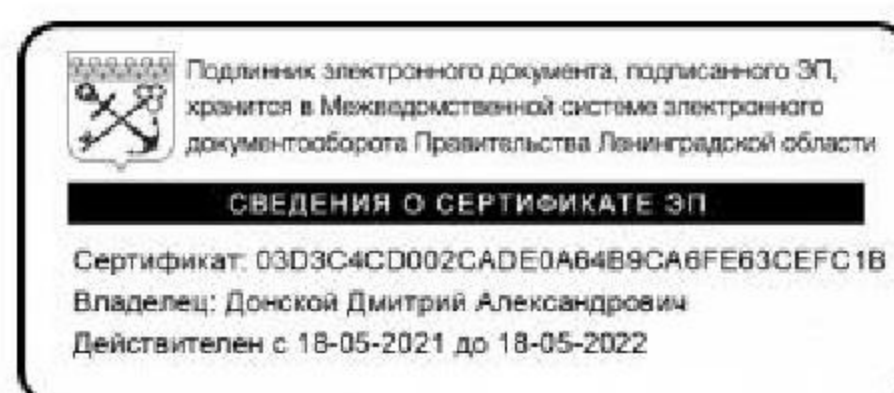 Подлинник электронного документа, подписанного ЭП,
хранится в Межведомственной системе электронного
документооборота Правительства Ленинградской области
СВЕДЕНИЯ О СЕРТИФИКАТЕ ЭП
Сертификат: 03D3C4CD002CADE0A64B9CA6FE63CEFC1B
Владелец: Донской Дмитрий Александрович
Действителен с 18-05-2021 до 18-05-2022